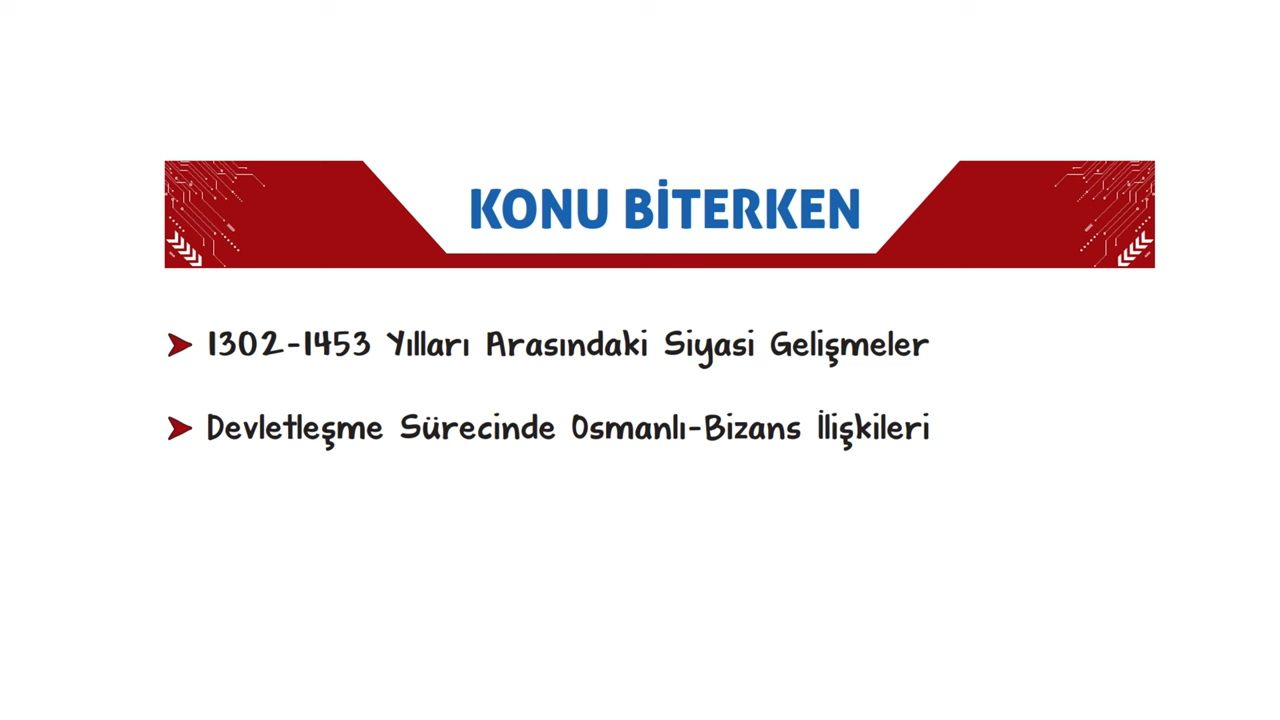 KONU BİTERKEN
1302-1453 Yılları Arasındaki Siyasi Gelişmeler
Devletleşme Sürecinde Osmanlı-Bizans İlişkileri